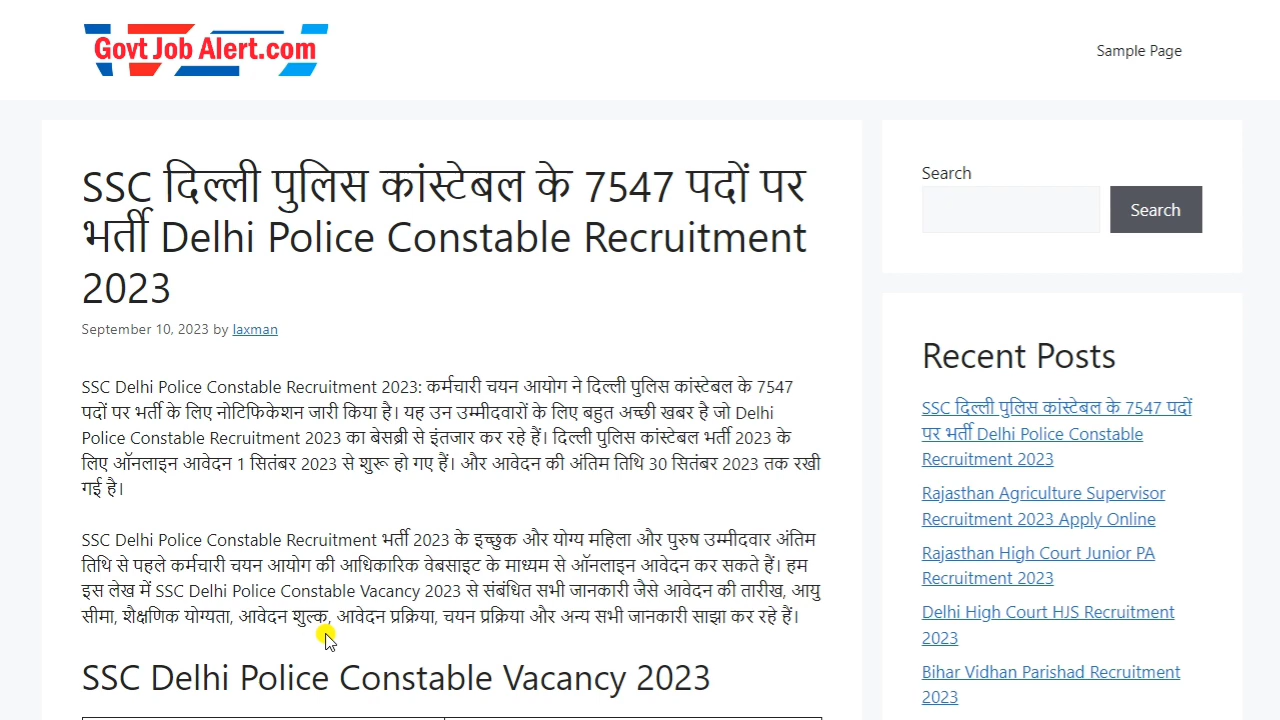 Govt Job Alert.com
Sample Page
SSC दिल्ली पुलिस कांस्टेबल के 7547 पदों पर
भर्ती Delhi Police Constable Recruitment
2023
September 10, 2023 by laxman
SSC Delhi Police Constable Recruitment 2023: कर्मचारी चयन आयोग ने दिल्ली पुलिस कांस्टेबल के 7547
पदों पर भर्ती के लिए नोटिफिकेशन जारी किया है। यह उन उम्मीदवारों के लिए बहुत अच्छी खबर है जो Delhi
Police Constable Recruitment 2023 का बेसब्री से इंतजार कर रहे हैं। दिल्ली पुलिस कांस्टेबल भर्ती 2023 के
लिए ऑनलाइन आवेदन 1 सितंबर 2023 से शुरू हो गए हैं। और आवेदन की अंतिम तिथि 30 सितंबर 2023 तक रखी
गई है।
SSC Delhi Police Constable Recruitment भर्ती 2023 के इच्छुक और योग्य महिला और पुरुष उम्मीदवार अंतिम
तिथि से पहले कर्मचारी चयन आयोग की आधिकारिक वेबसाइट के माध्यम से ऑनलाइन आवेदन कर सकते हैं। हम
इस लेख में SSC Delhi Police Constable Vacancy 2023 से संबंधित सभी जानकारी जैसे आवेदन की तारीख, आयु
सीमा, शैक्षणिक योग्यता, आवेदन शुल्क, आवेदन प्रक्रिया, चयन प्रक्रिया और अन्य सभी जानकारी साझा कर रहे हैं।
SSC Delhi Police Constable Vacancy 2023
Search
Search
Recent Posts
SSC दिल्ली पुलिस कांस्टेबल के 7547 पदों
पर भर्ती Delhi Police Constable
Recruitment 2023
Rajasthan Agriculture Supervisor
Recruitment 2023 Apply Online
Rajasthan High Court Junior PA
Recruitment 2023
Delhi High Court HJS Recruitment
2023
Bihar Vidhan Parishad Recruitment
2023